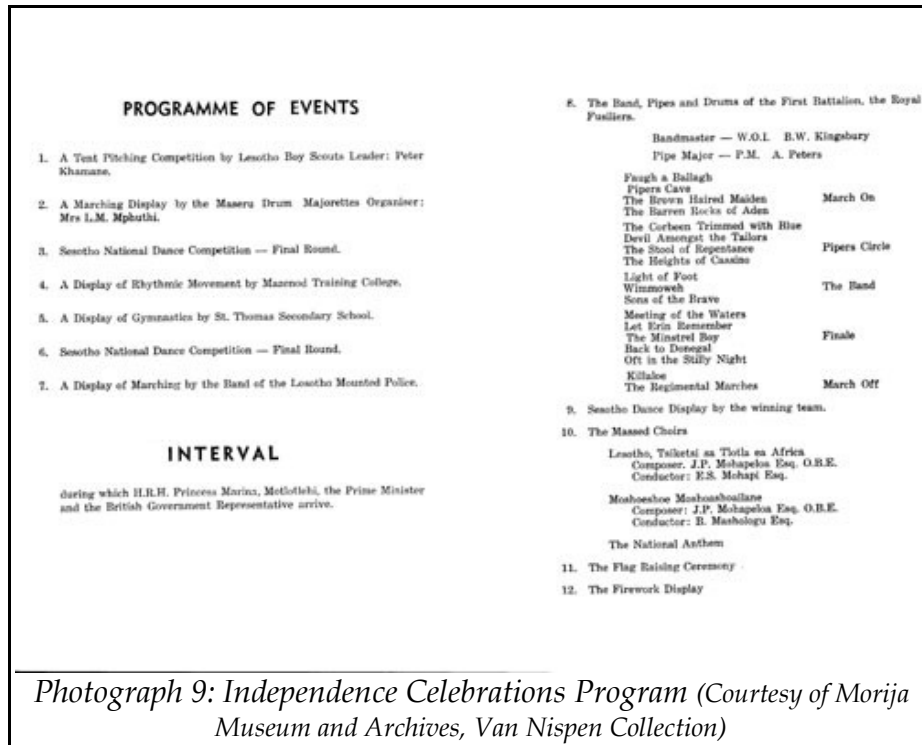 PROGRAMME OF EVENTS
1. A Tent Pitching Competition by Lesotho Boy Scouts Leader: Peter
Khamane.
2. A Marching Display by the Maseru Drum Majorettes Organiser:
Mrs L.M. Mphuthi.
3. Sesotho National Dance Competition — Final Round.
4. A Display of Rhythmic Movement by Mazenod Training College.
5. A Display of Gymnastics by St. Thomas Secondary School.
6. Sesotho National Dance Competition — Final Round.
7. A Display of Marching by the Band of the Lesotho Mounted Police.
INTERVAL
during which H.R.H. Princess Marina, Motlotlehi, the Prime Minister
and the British Government Representative arrive.
8. The Band, Pipes and Drums of the First Battalion, the Royal
Fusiliers.
Bandmaster — W.O.I. B.W. Kingsbury
Pipe Major — P.M. A. Peters
Faugh a Ballagh
Pipers Cave
The Brown Haired Maiden March On
The Barren Rocks of Aden
The Corbeen Trimmed with Blue
Devil Amongst the Tailors
The Stool of Repentance Pipers Circle
The Heights of Cassino
Light of Foot
Wimmoweh The Band
Sons of the Brave
Meeting of the Waters
Let Erin Remember
The Minstrel Boy Finale
Back to Donegal
Oft in the Stilly Night
Killaloe
The Regimental Marches March Off
9. Sesotho Dance Display by the winning team.
10. The Massed Choirs
Lesotho, Tsiketsi sa Tlotla ea Africa
Composer. J.P. Mohapeloa Esq. O.B.E.
Conductor: E.S. Mohapi Esq.
Moshoeshoe Moshoashoailane
Composer: J.P. Mohapeloa Esq. O.B.E.
Conductor: B. Mashologu Esq.
The National Anthem
11. The Flag Raising Ceremony
12. The Firework Display
Photograph 9: Independence Celebrations Program (Courtesy of Morija
Museum and Archives, Van Nispen Collection)